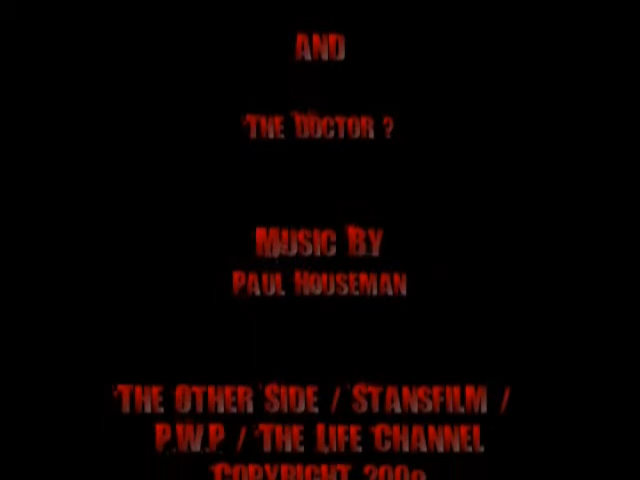 AND
THE DOCTOR ?
MUSIC BY
PAUL HOUSEMAN
THE OTHER SIDE / STANSFILM /
P.W.P / THE LIFE CHANNEL
COPYRIGHT